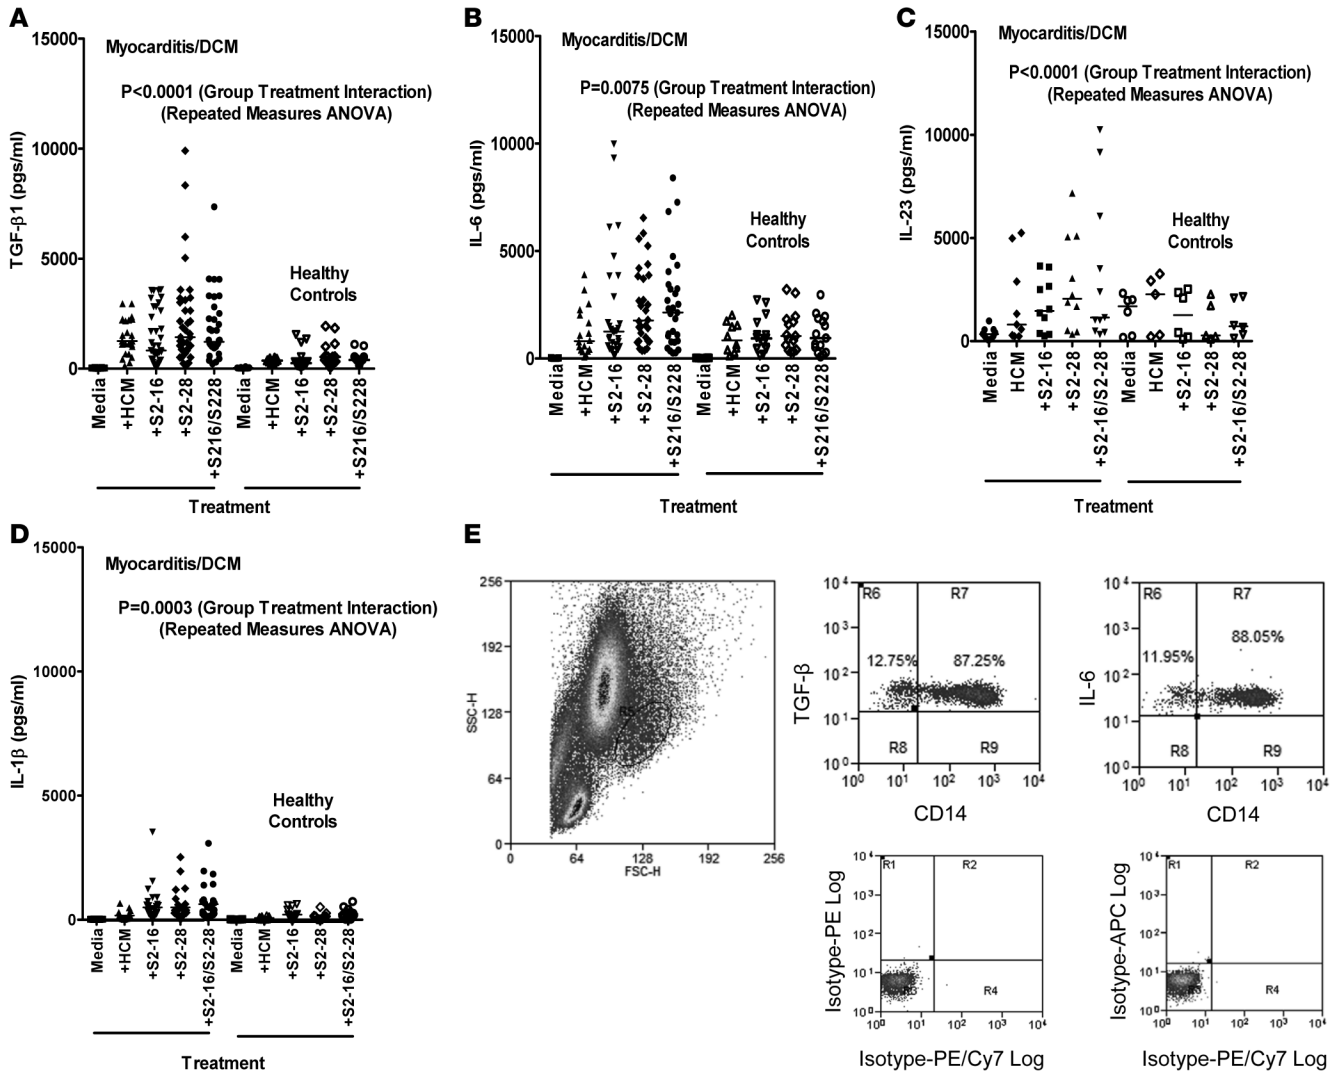 A
15000
Myocarditis/DCM
P<0.0001 (Group Treatment Interaction)
(Repeated Measures ANOVA)
10000
TGF-β1 (pgs/ml)
5000
Healthy
Controls
0
Media
+HCM
+S2-16
+S2-28
+S216/S228
Media
+HCM
+S2-16
+S2-28
+S216/S228
Treatment
B
15000
Myocarditis/DCM
P=0.0075 (Group Treatment Interaction)
(Repeated Measures ANOVA)
10000
IL-6 (pgs/ml)
5000
Healthy
Controls
0
Media
+HCM
+S2-16
+S2-28
+S216/S228
Media
+HCM
+S2-16
+S2-28
+S216/S228
Treatment
C
15000
Myocarditis/DCM
P<0.0001 (Group Treatment Interaction)
(Repeated Measures ANOVA)
10000
IL-23 (pgs/ml)
5000
Healthy
Controls
0
Media
HCM
+S2-16
+S2-28
+S2-16/S2-28
Media
HCM
+S2-16
+S2-28
+S2-16/S2-28
Treatment
D
15000
Myocarditis/DCM
P=0.0003 (Group Treatment Interaction)
(Repeated Measures ANOVA)
10000
IL-1β (pgs/ml)
5000
Healthy
Controls
0
Media
+HCM
+S2-16
+S2-28
+S2-16/S2-28
Media
+HCM
+S2-16
+S2-28
+S2-16/S2-28
Treatment
E
256
192
128
64
0
SSC-H
R5
0 64 128 192 256
FSC-H
10⁴
10³
10²
10¹
10⁰
TGF-β
R6 R7
12.75% 87.25%
R8 R9
10⁰ 10¹ 10² 10³ 10⁴
CD14
10⁴
10³
10²
10¹
10⁰
IL-6
R6 R7
88.05%
11.95%
R8 R9
10⁰ 10¹ 10² 10³ 10⁴
CD14
10⁴
10³
10²
10¹
10⁰
Isotype-PE Log
R1 R2
R3 R4
10⁰ 10¹ 10² 10³ 10⁴
Isotype-PE/Cy7 Log
10⁴
10³
10²
10¹
10⁰
Isotype-APC Log
R1 R2
R3 R4
10⁰ 10¹ 10² 10³ 10⁴
Isotype-PE/Cy7 Log